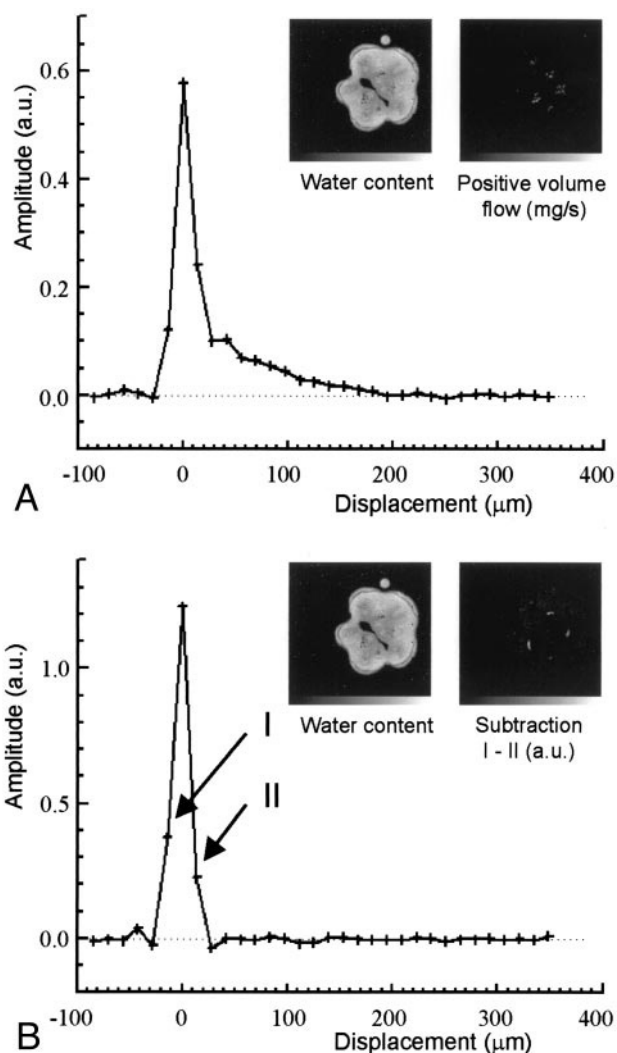 0.6
0.4
0.2
0.0
Amplitude (a.u.)
Water content
Positive volume
flow (mg/s)
-100
0
100
200
300
400
Displacement (μm)
A
1.0
0.5
0.0
Amplitude (a.u.)
I
II
Water content
Subtraction
I - II (a.u.)
-100
0
100
200
300
400
Displacement (μm)
B